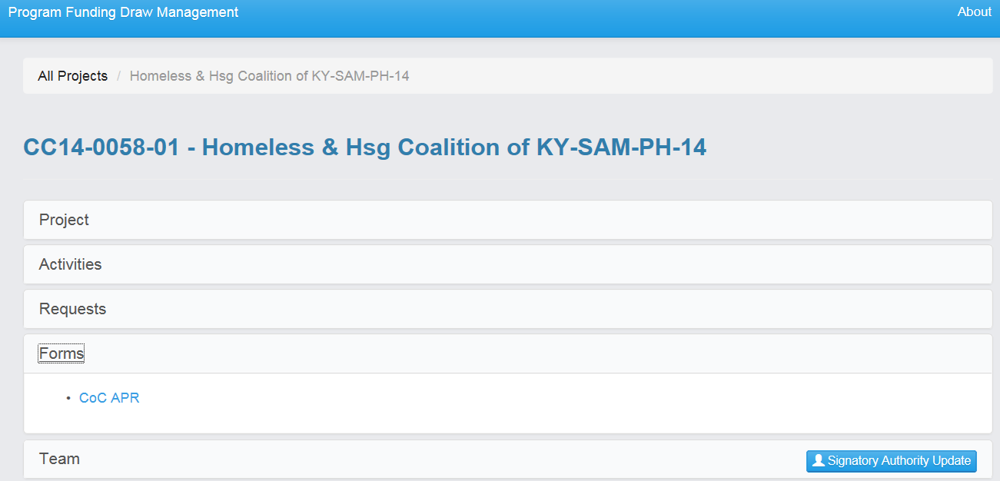 Program Funding Draw Management About
All Projects / Homeless & Hsg Coalition of KY-SAM-PH-14
CC14-0058-01 - Homeless & Hsg Coalition of KY-SAM-PH-14
Project
Activities
Requests
Forms
• CoC APR
Team Signatory Authority Update